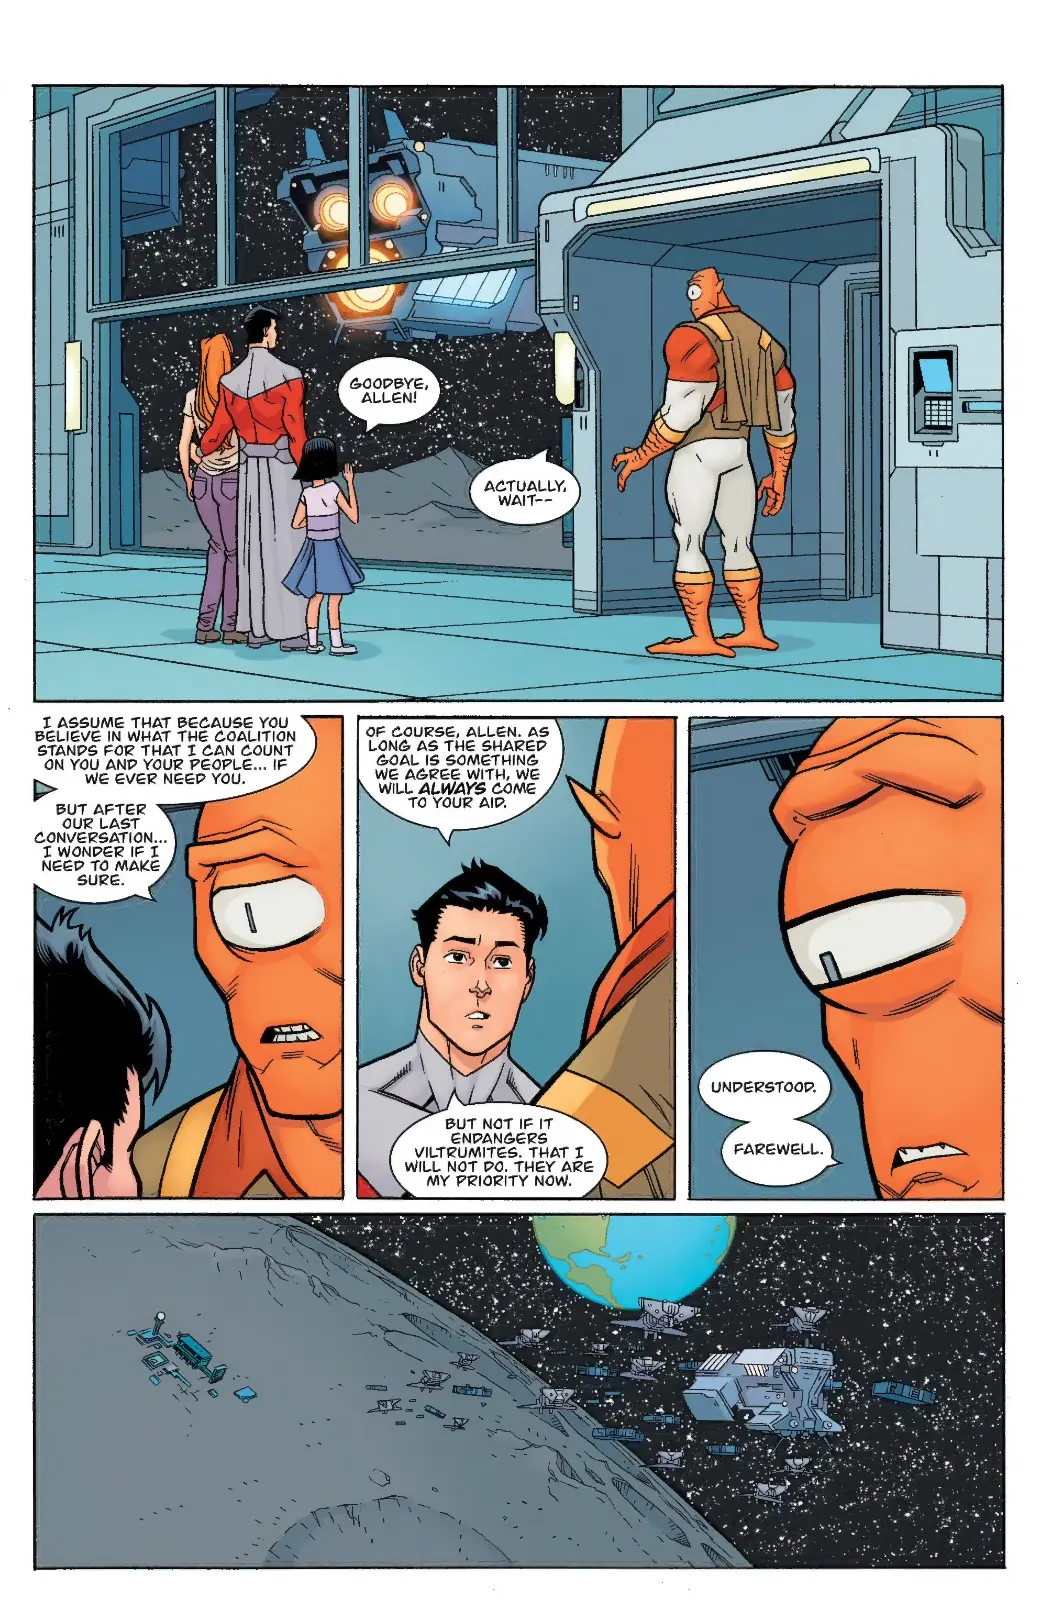 GOODBYE,
ALLEN!
ACTUALLY,
WAIT--
I ASSUME THAT BECAUSE YOU
BELIEVE IN WHAT THE COALITION
STANDS FOR THAT I CAN COUNT
ON YOU AND YOUR PEOPLE... IF
WE EVER NEED YOU.
BUT AFTER
OUR LAST
CONVERSATION...
I WONDER IF I
NEED TO MAKE
SURE.
OF COURSE, ALLEN. AS
LONG AS THE SHARED
GOAL IS SOMETHING
WE AGREE WITH, WE
WILL ALWAYS COME
TO YOUR AID.
BUT NOT IF IT
ENDANGERS
VILTRUMITES. THAT I
WILL NOT DO. THEY ARE
MY PRIORITY NOW.
UNDERSTOOD.
FAREWELL.